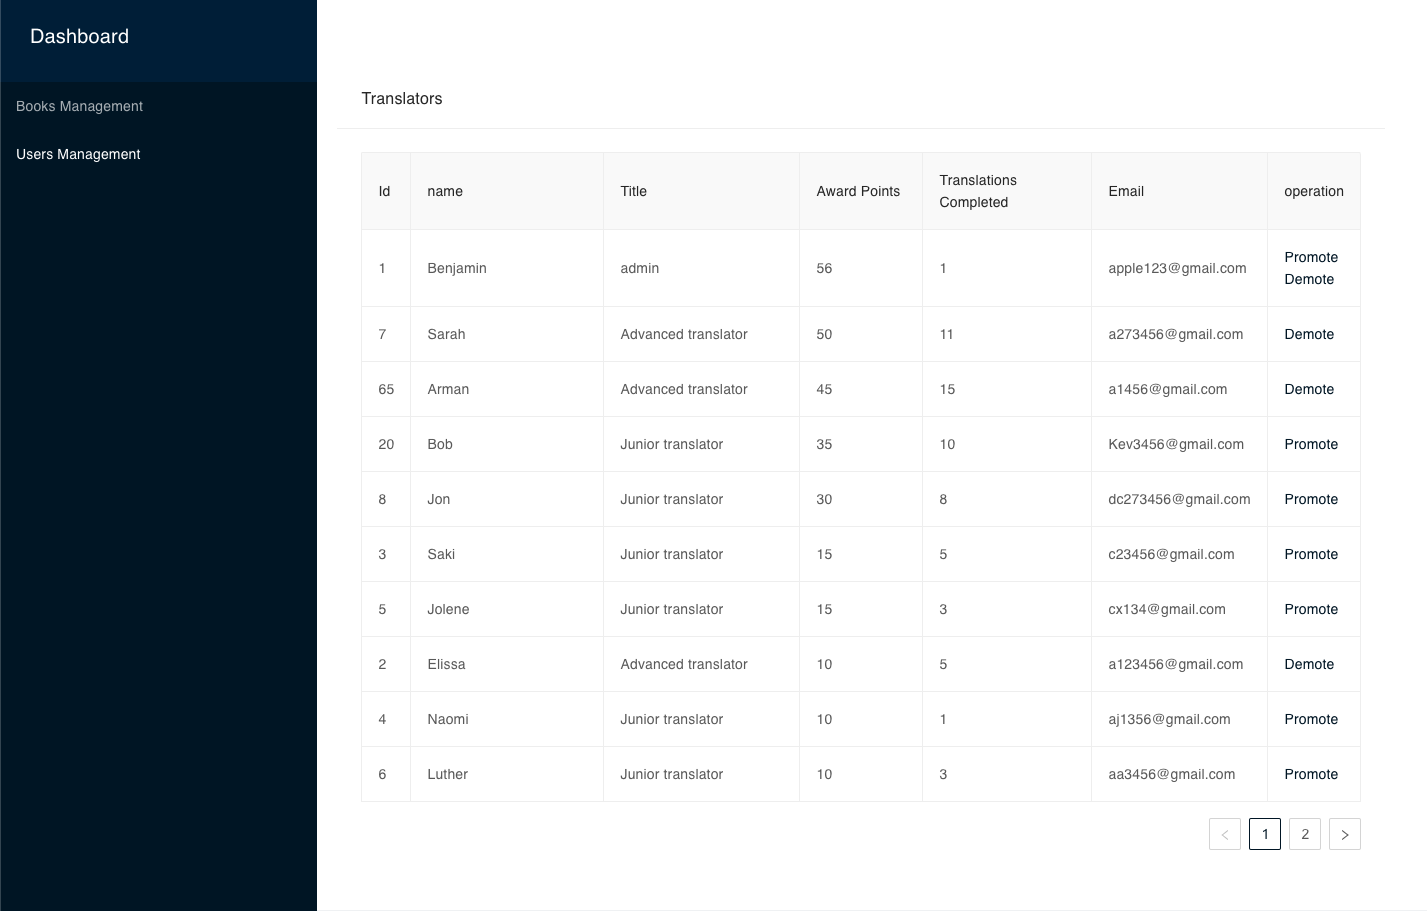 Dashboard
Books Management
Users Management
Translators
Id name Title Award Points Translations Completed Email operation
1 Benjamin admin 56 1 apple123@gmail.com Promote Demote
7 Sarah Advanced translator 50 11 a273456@gmail.com Demote
65 Arman Advanced translator 45 15 a1456@gmail.com Demote
20 Bob Junior translator 35 10 Kev3456@gmail.com Promote
8 Jon Junior translator 30 8 dc273456@gmail.com Promote
3 Saki Junior translator 15 5 c23456@gmail.com Promote
5 Jolene Junior translator 15 3 cx134@gmail.com Promote
2 Elissa Advanced translator 10 5 a123456@gmail.com Demote
4 Naomi Junior translator 10 1 aj1356@gmail.com Promote
6 Luther Junior translator 10 3 aa3456@gmail.com Promote
< 1 2 >